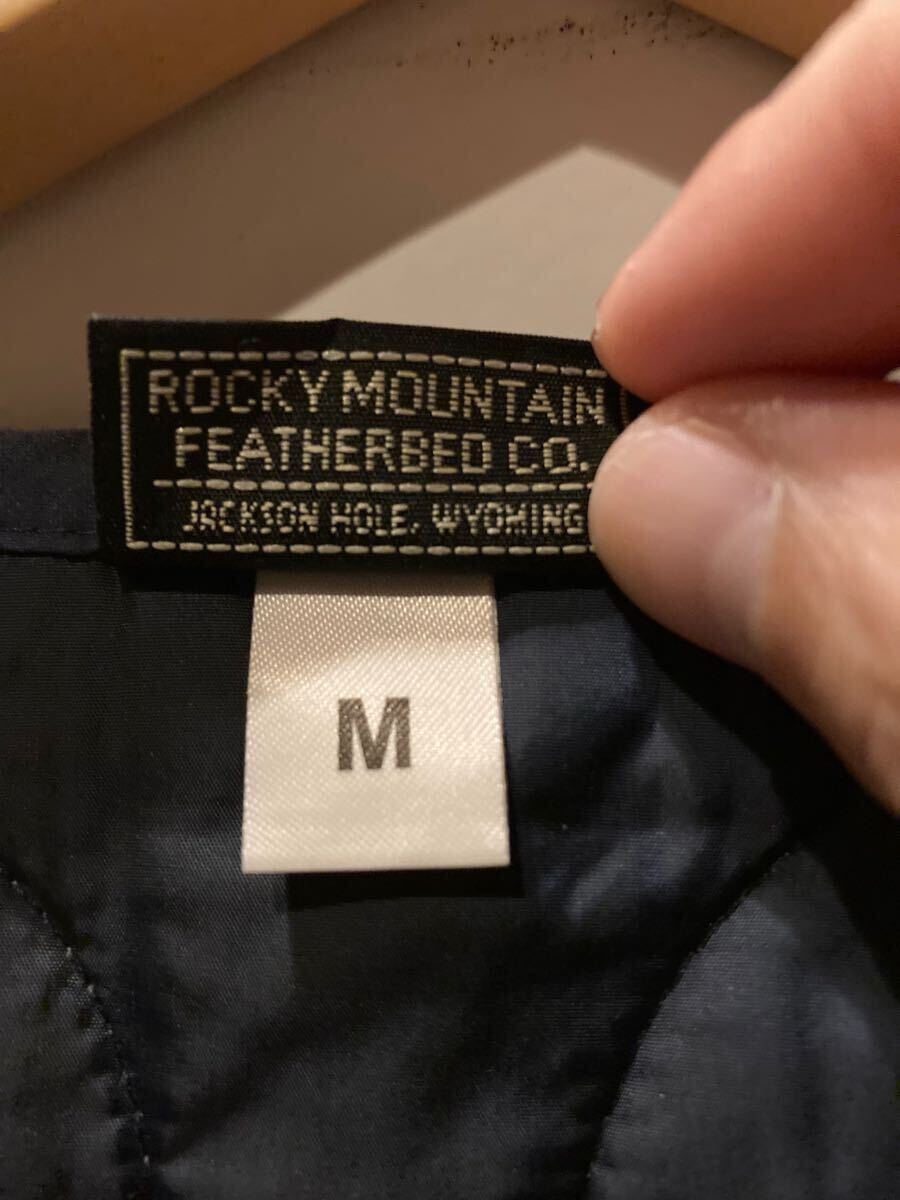 ROCKY MOUNTAIN
FEATHERBED CO.
JACKSON HOLE, WYOMING
M